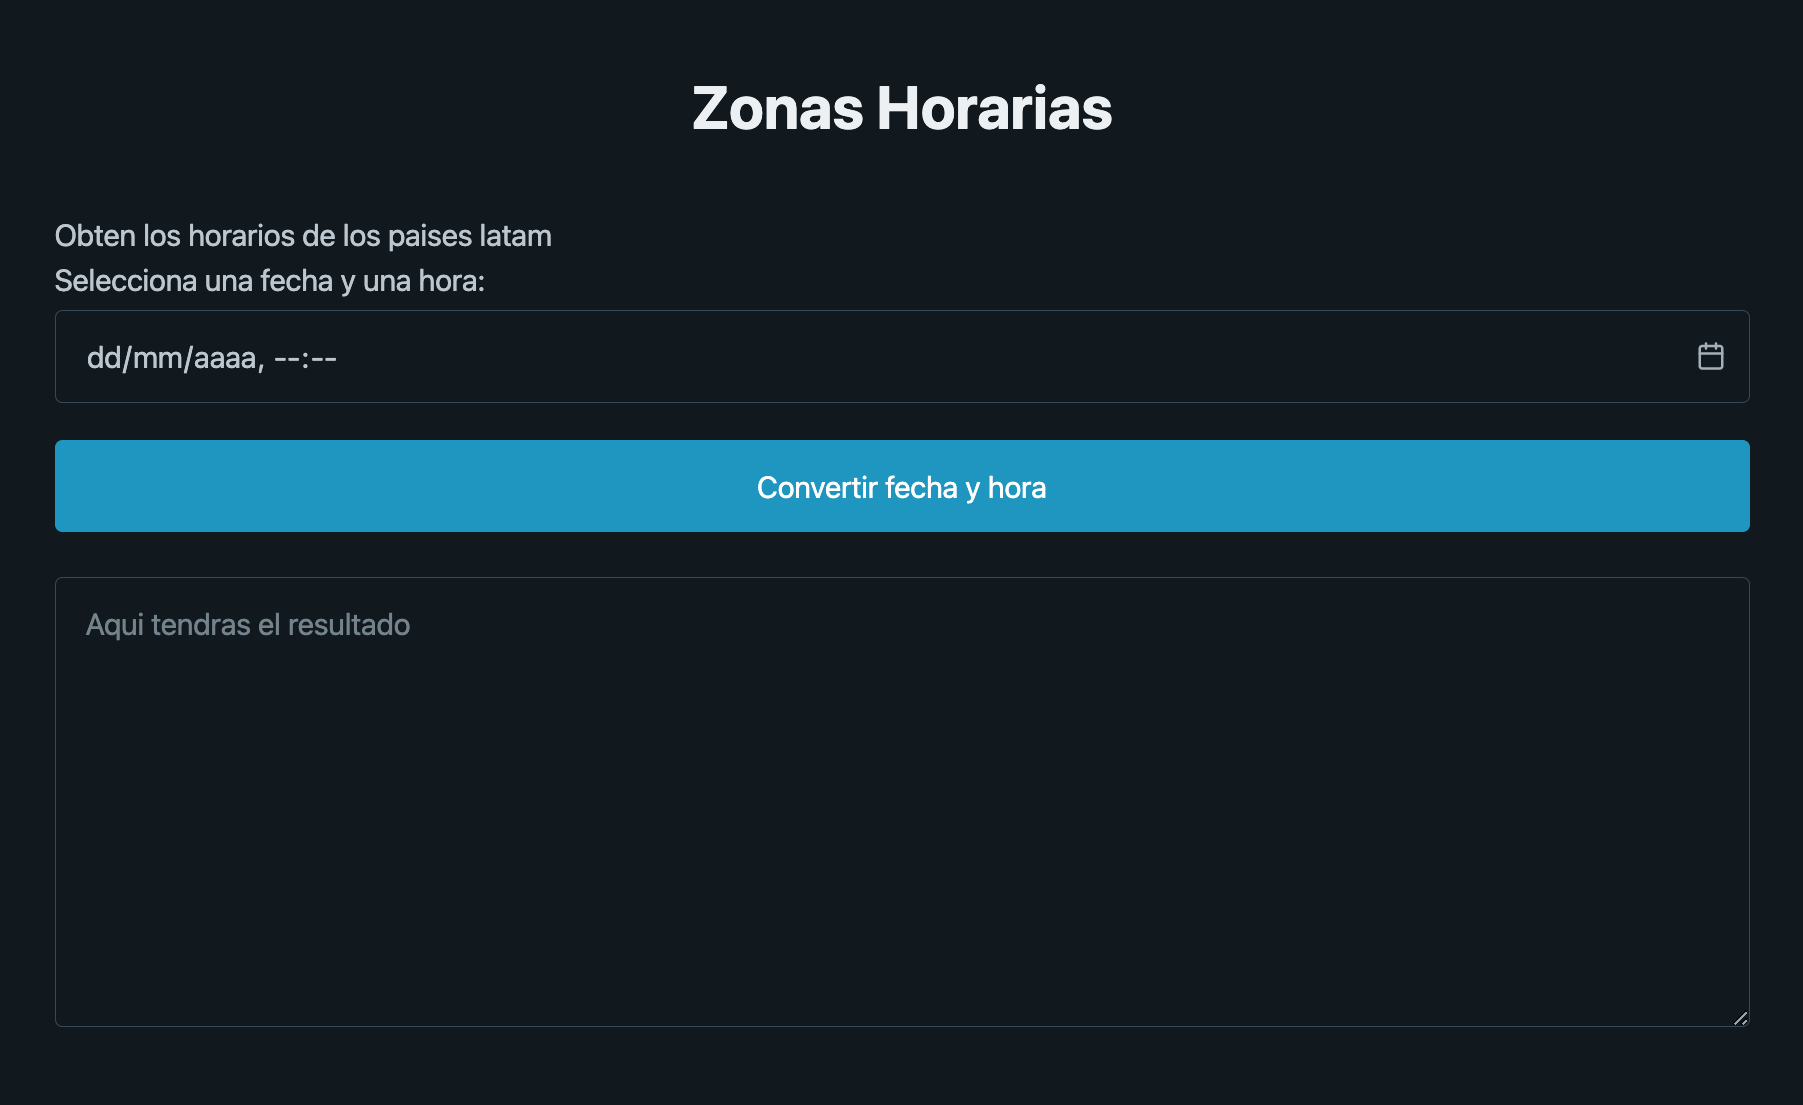 Zonas Horarias
Obten los horarios de los paises latam
Selecciona una fecha y una hora:
dd/mm/aaaa, --:--
Convertir fecha y hora
Aqui tendras el resultado